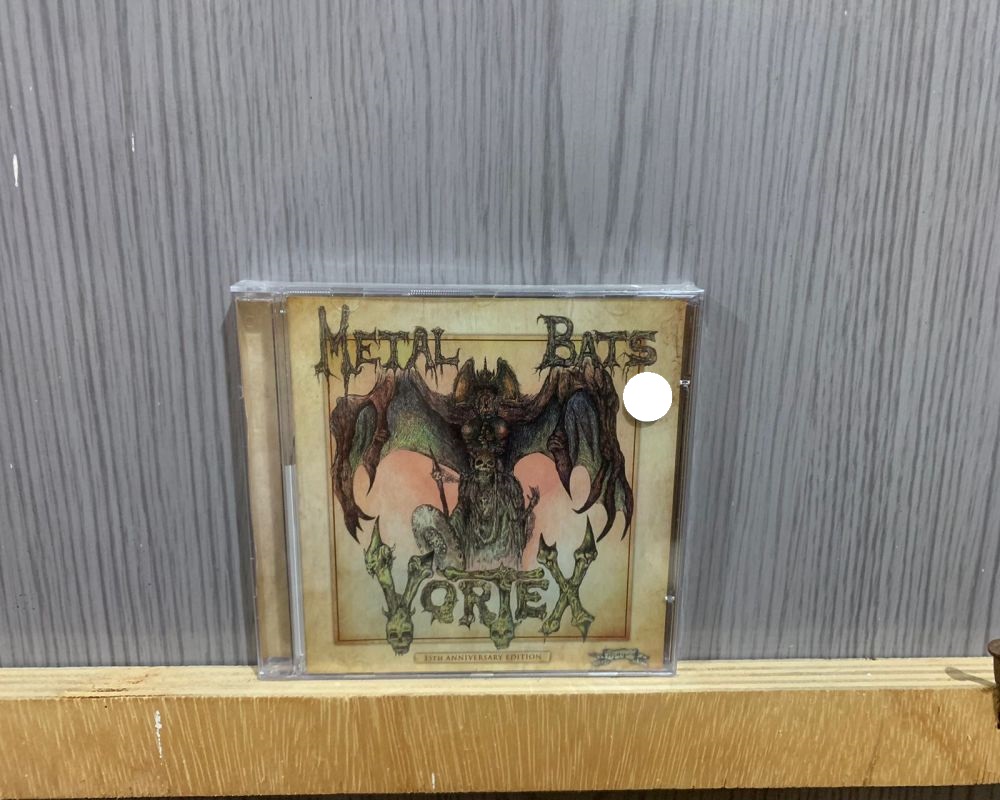 METAL BATS
VORTEX
35TH ANNIVERSARY EDITION